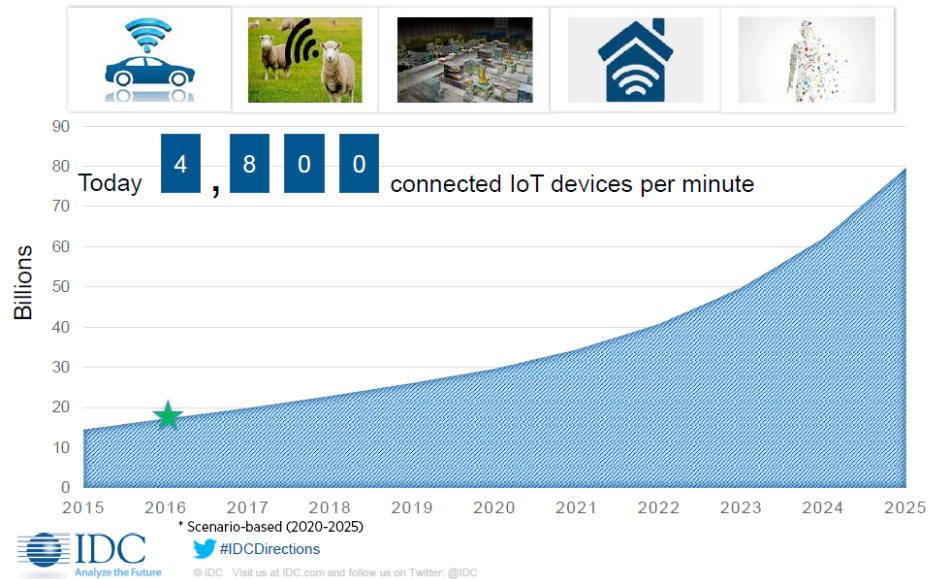 90
80
Today 4,800 connected IoT devices per minute
70
60
50
40
30
20
10
0
Billions
2015 2016 2017 2018 2019 2020 2021 2022 2023 2024 2025
* Scenario-based (2020-2025)
IDC
Analyze the Future
#IDCDirections
© IDC Visit us at IDC.com and follow us on Twitter: @IDC